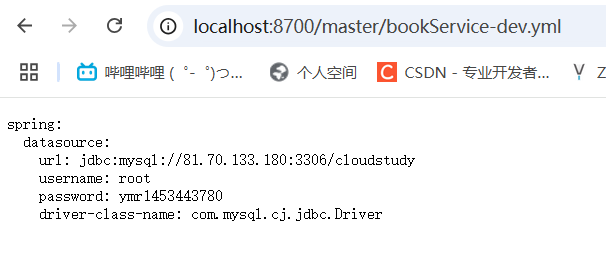 localhost:8700/master/bookService-dev.yml
哔哩哔哩 ( ゜- ゜)つ... 个人空间 CSDN - 专业开发者... Z
spring:
datasource:
url: jdbc:mysql://81.70.133.180:3306/cloudstudy
username: root
password: ymr1453443780
driver-class-name: com.mysql.cj.jdbc.Driver